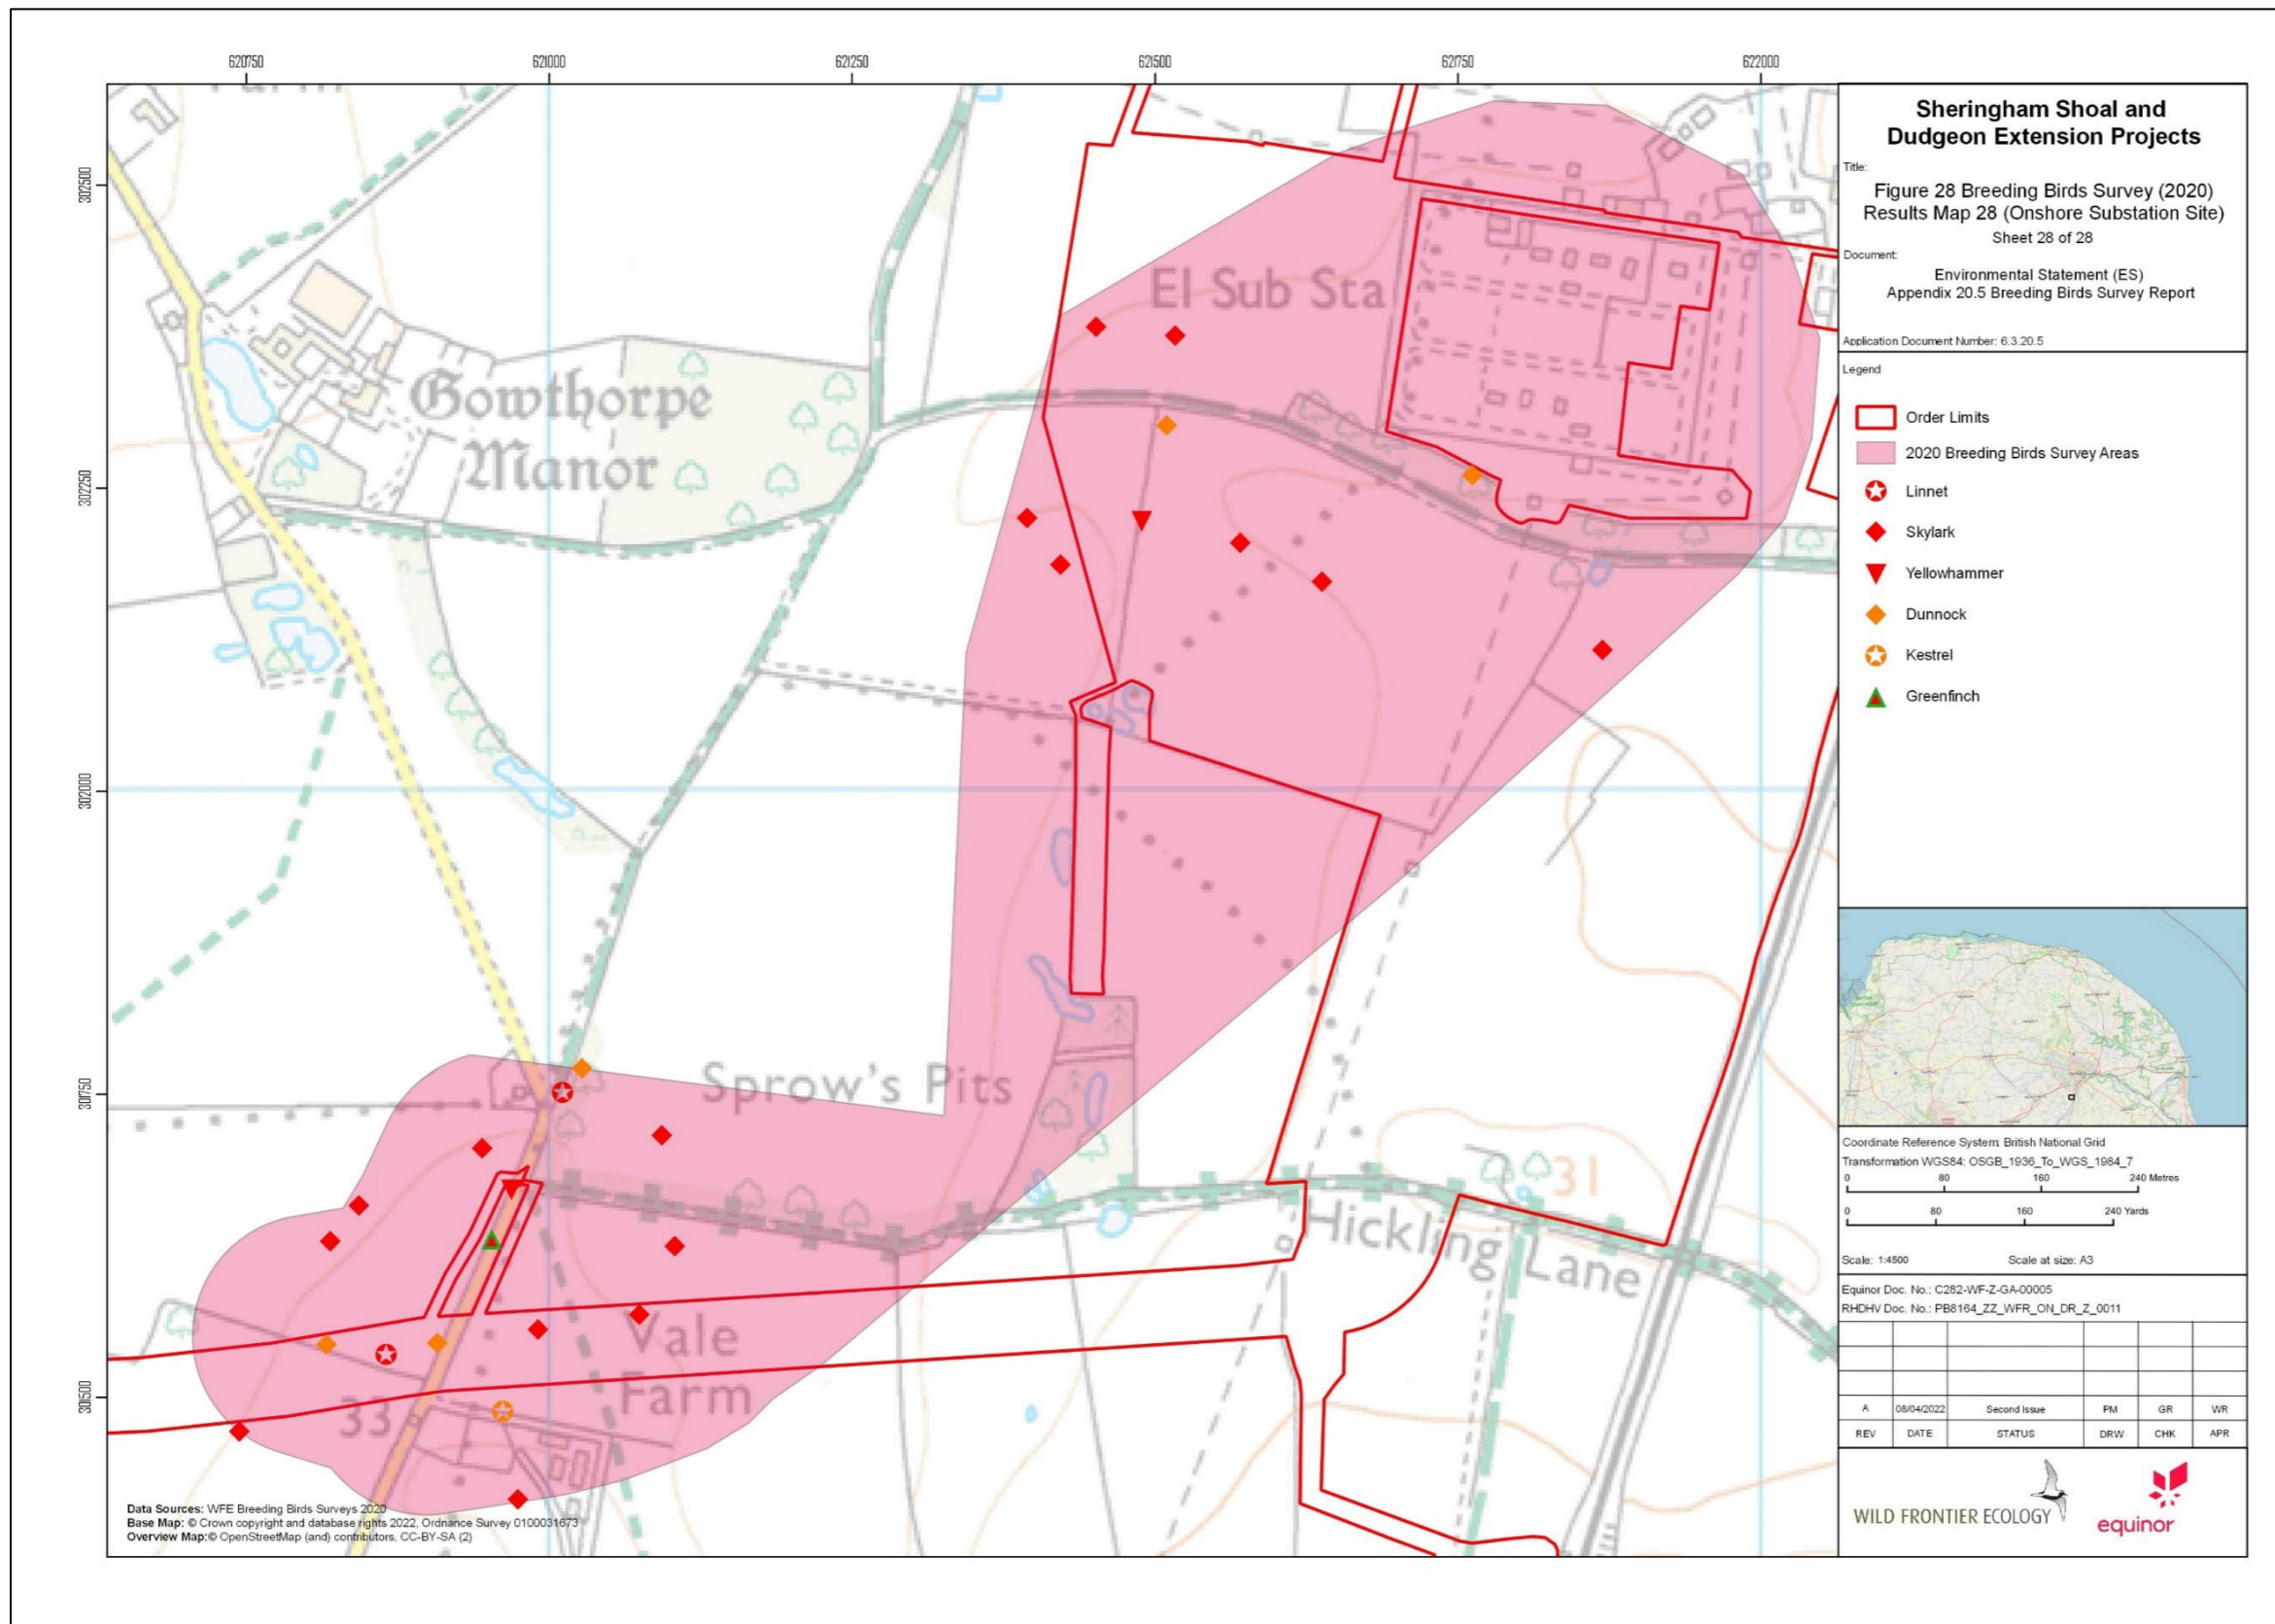 620750
621000
621250
621500
621750
622000
302500
302250
302000
301750
301500
El Sub Sta
Gowthorpe
Manor
Sprow's Pits
31
Hickling Lane
Vale
Farm
33
Data Sources: WFE Breeding Birds Surveys 2020
Base Map: © Crown copyright and database rights 2022, Ordnance Survey 0100031673
Overview Map:© OpenStreetMap (and) contributors, CC-BY-SA (2)
Sheringham Shoal and
Dudgeon Extension Projects
Title:
Figure 28 Breeding Birds Survey (2020)
Results Map 28 (Onshore Substation Site)
Sheet 28 of 28
Document:
Environmental Statement (ES)
Appendix 20.5 Breeding Birds Survey Report
Application Document Number: 6.3.20.5
Legend
Order Limits
2020 Breeding Birds Survey Areas
Linnet
Skylark
Yellowhammer
Dunnock
Kestrel
Greenfinch
Coordinate Reference System: British National Grid
Transformation WGS84: OSGB_1936_To_WGS_1984_7
0 80 160 240 Metres
0 80 160 240 Yards
Scale: 1:4500 Scale at size: A3
Equinor Doc. No.: C282-WF-Z-GA-00005
RHDHV Doc. No.: PB8164_ZZ_WFR_ON_DR_Z_0011
A 08/04/2022 Second Issue PM GR WR
REV DATE STATUS DRW CHK APR
WILD FRONTIER ECOLOGY
equinor